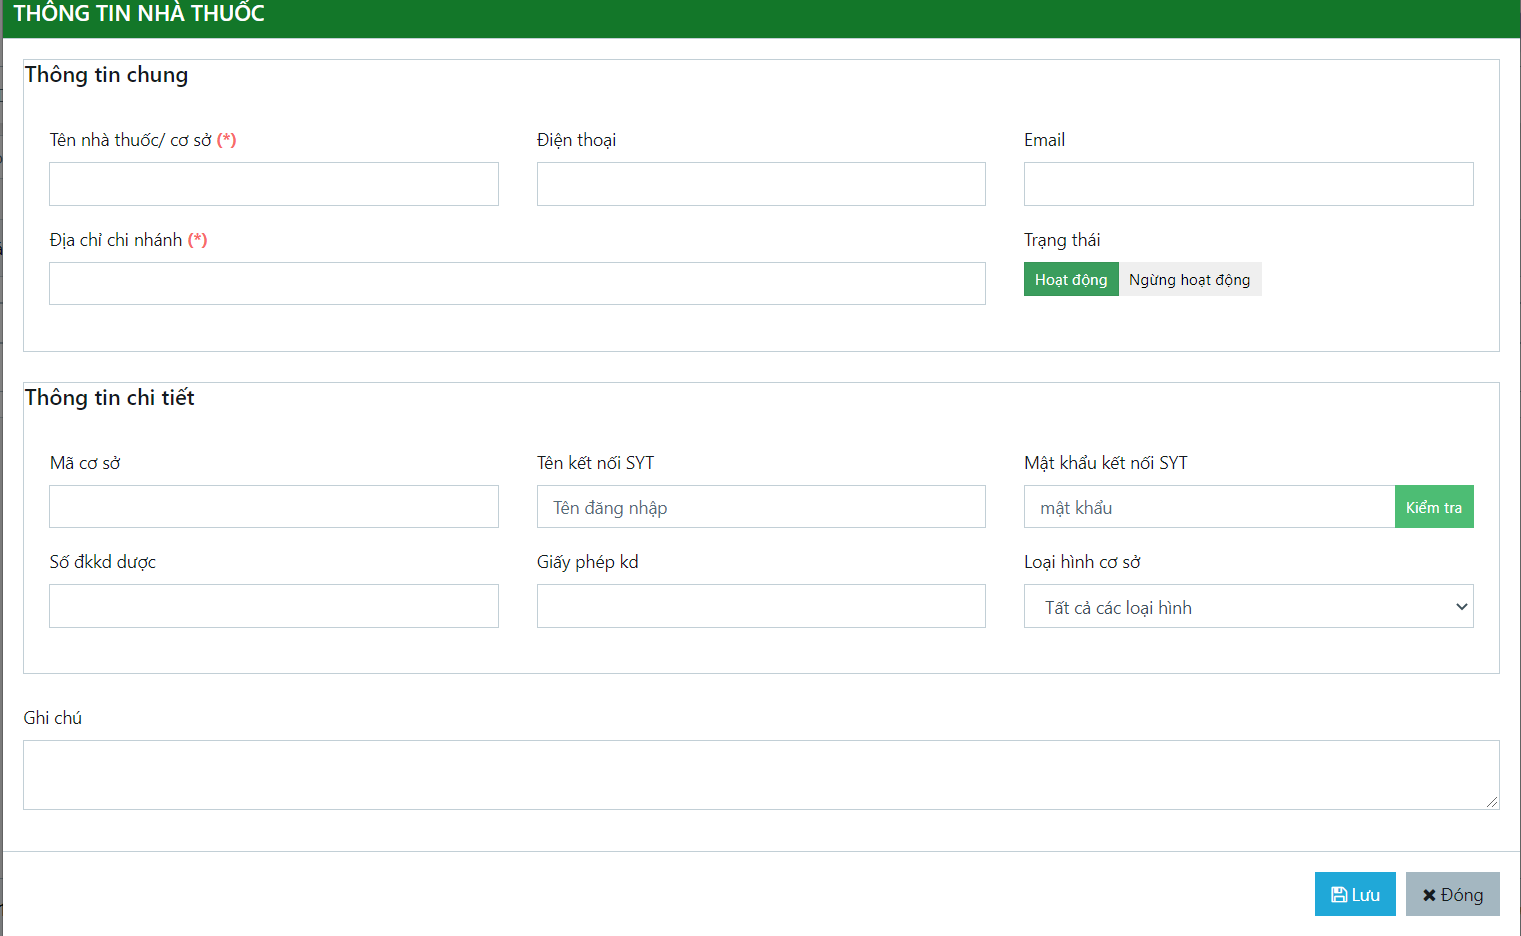 THÔNG TIN NHÀ THUỐC
Thông tin chung
Tên nhà thuốc/ cơ sở (*)
Điện thoại
Email
Địa chỉ chi nhánh (*)
Trạng thái
Hoạt động
Ngừng hoạt động
Thông tin chi tiết
Mã cơ sở
Tên kết nối SYT
Mật khẩu kết nối SYT
Tên đăng nhập
mật khẩu
Kiểm tra
Số đkkd dược
Giấy phép kd
Loại hình cơ sở
Tất cả các loại hình
Ghi chú
Lưu
Đóng